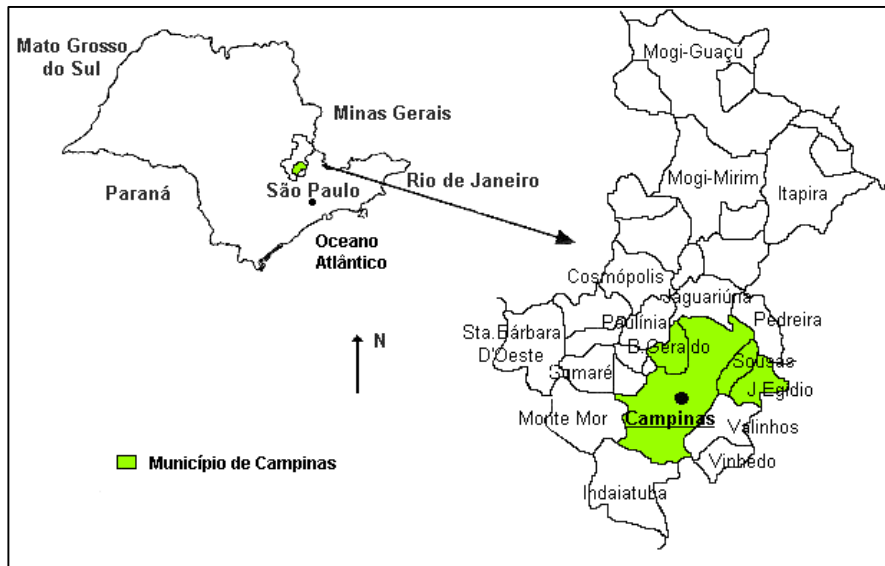 Mato Grosso
do Sul
Minas Gerais
Paraná
São Paulo
Rio de Janeiro
Oceano
Atlântico
N
Município de Campinas
Mogi-Guaçú
Mogi-Mirim
Itapira
Cosmópolis
Jaguariúna
Paulínia
Pedreira
Sta.Bárbara
D'Oeste
B.Geraldo
Sumaré
Sousas
J.Egídio
Monte Mor
Campinas
Valinhos
Vinhedo
Indaiatuba